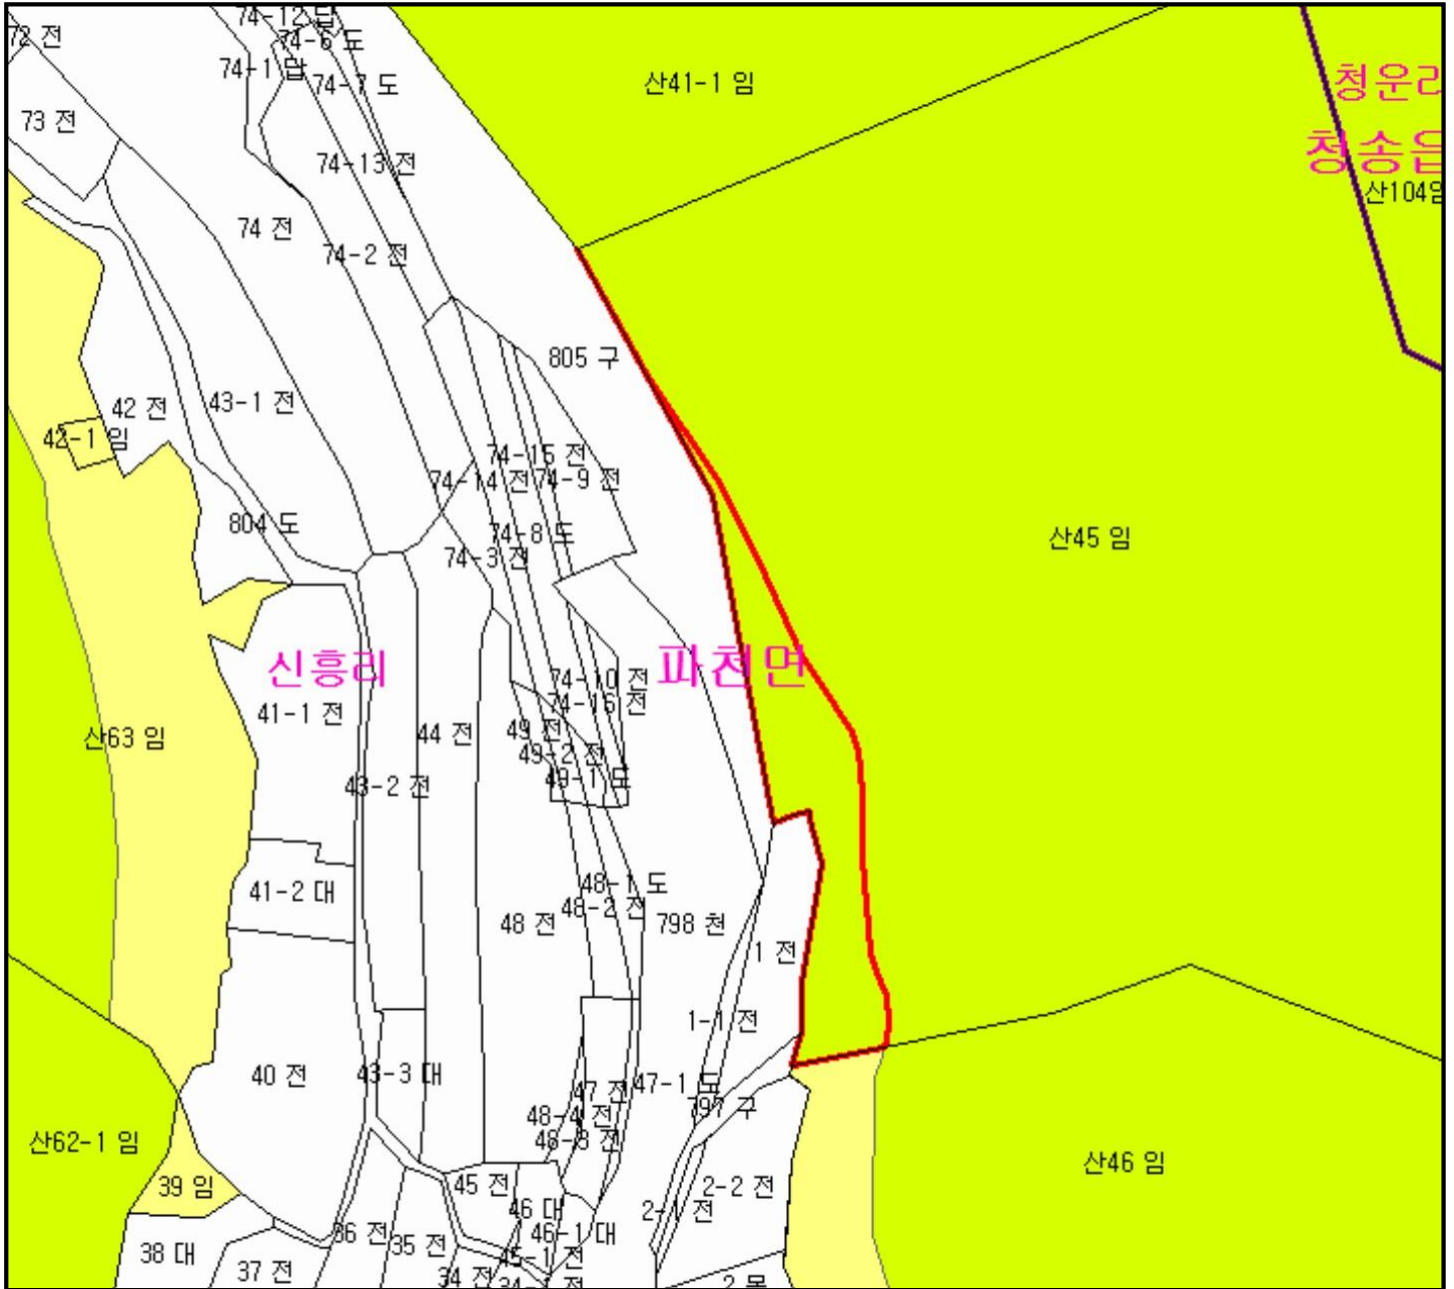 74-12 답
74-6 도
72 전
74-1 답
74-7 도
산41-1 임
청운리
73 전
청송읍
74-13 전
산104임
74 전
74-2 전
805 구
43-1 전
42 전
42-1 임
74-15 전
74-14 전
74-9 전
804 도
74-8 도
74-3 전
산45 임
신흥리
파천면
74-10 전
74-16 전
41-1 전
44 전
49 전
산63 임
49-2 전
49-1 도
43-2 전
48-1 도
41-2 대
48-2 전
48 전
798 천
1 전
1-1 전
40 전
43-3 대
47 전
47-1 도
797 구
48-4 전
48-3 전
산62-1 임
산46 임
39 임
45 전
2-2 전
46 대
2-1 전
46-1 대
36 전
35 전
38 대
45-1 전
37 전
34 전
34-1 전